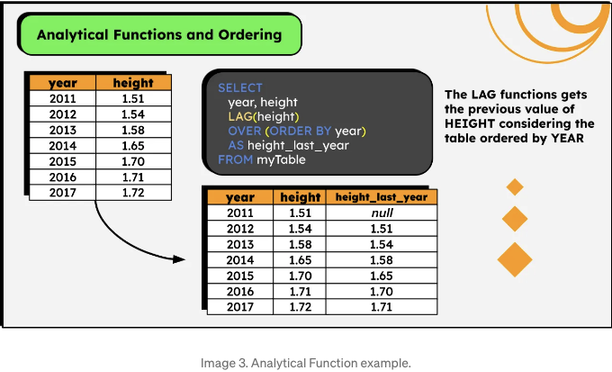 Analytical Functions and Ordering
year height
2011 1.51
2012 1.54
2013 1.58
2014 1.65
2015 1.70
2016 1.71
2017 1.72
SELECT
year, height
LAG(height)
OVER (ORDER BY year)
AS height_last_year
FROM myTable
The LAG functions gets
the previous value of
HEIGHT considering the
table ordered by YEAR
year height height_last_year
2011 1.51 null
2012 1.54 1.51
2013 1.58 1.54
2014 1.65 1.58
2015 1.70 1.65
2016 1.71 1.70
2017 1.72 1.71
Image 3. Analytical Function example.